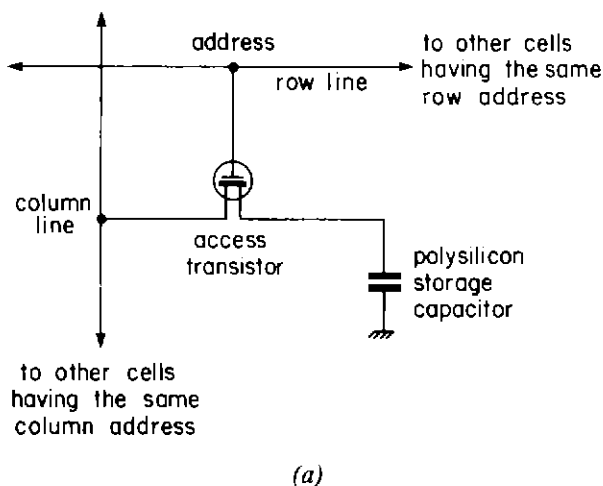 address
to other cells
having the same
row address
row line
column
line
access
transistor
polysilicon
storage
capacitor
to other cells
having the same
column address
(a)